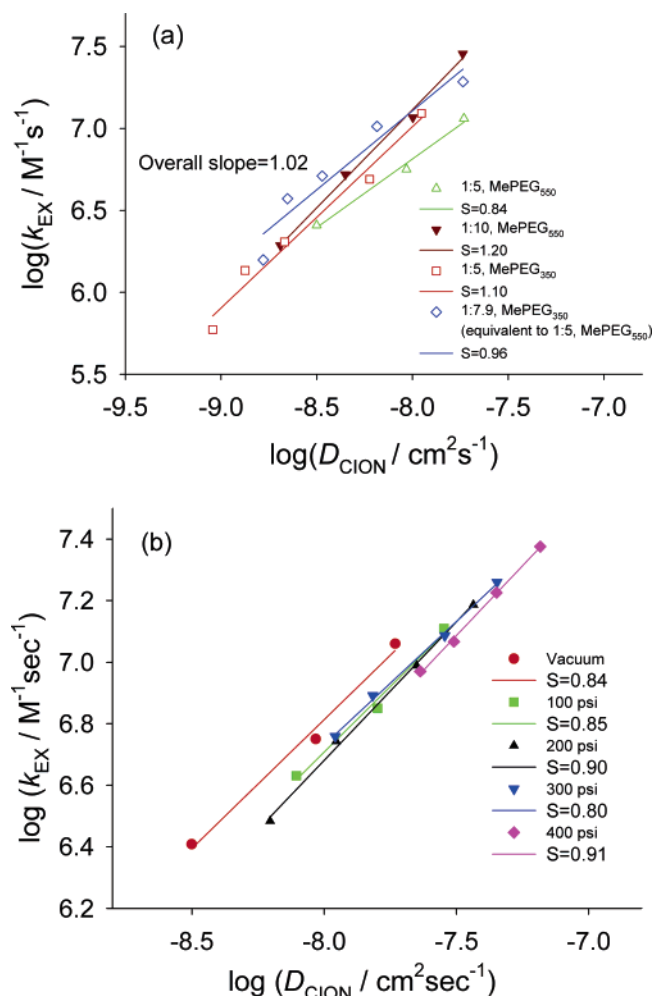 (a)
7.5
7.0
6.5
6.0
5.5
log(k_EX / M⁻¹s⁻¹)
Overall slope=1.02
1:5, MePEG₅₅₀
S=0.84
1:10, MePEG₅₅₀
S=1.20
1:5, MePEG₃₅₀
S=1.10
1:7.9, MePEG₃₅₀
(equivalent to 1:5, MePEG₅₅₀)
S=0.96
-9.5 -9.0 -8.5 -8.0 -7.5 -7.0
log(D_CION / cm²s⁻¹)
(b)
7.4
7.2
7.0
6.8
6.6
6.4
6.2
log (k_EX / M⁻¹sec⁻¹)
Vacuum
S=0.84
100 psi
S=0.85
200 psi
S=0.90
300 psi
S=0.80
400 psi
S=0.91
-8.5 -8.0 -7.5 -7.0
log (D_CION / cm²sec⁻¹)